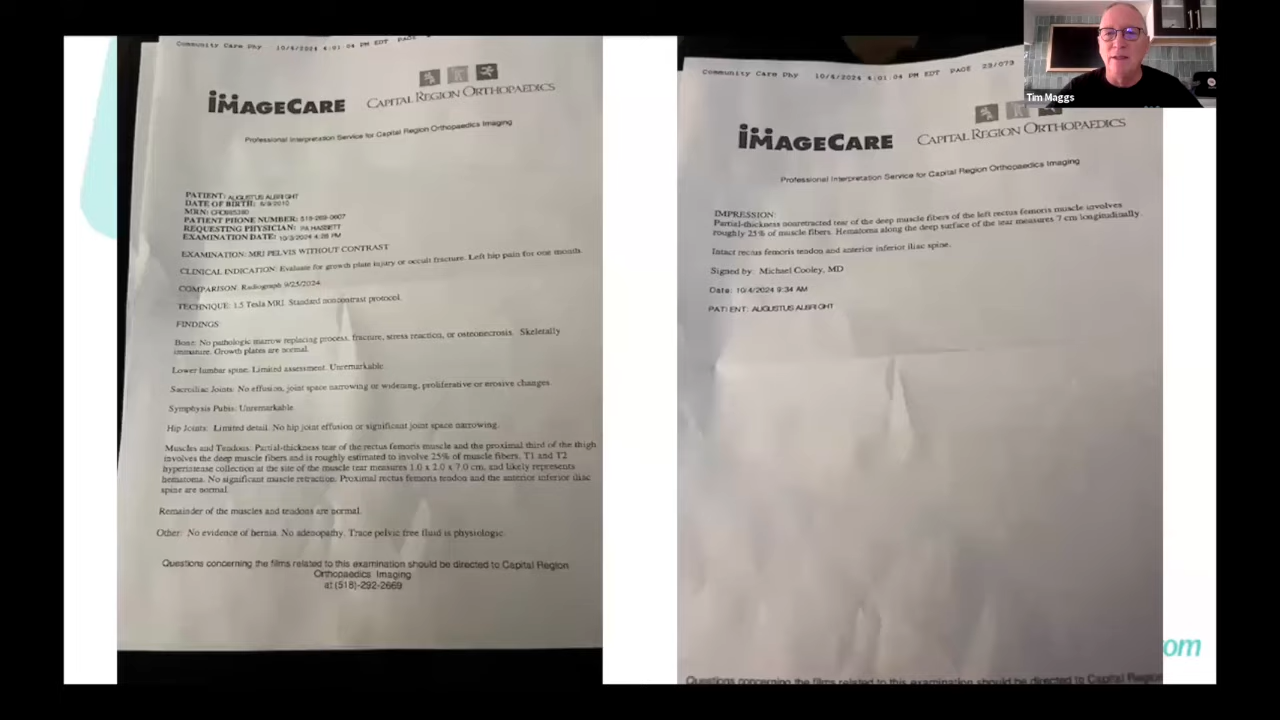 Community Care Phy 10/4/2024 4:01:04 PM EDT PAGE
iMAGECARE
CAPITAL REGION ORTHOPAEDICS
Professional Interpretation Service for Capital Region Orthopaedics Imaging
PATIENT: AUGUSTUS ALBRIGHT
DATE OF BIRTH: 8/9/2010
MRN:
PATIENT PHONE NUMBER: 518-269-0607
REQUESTING PHYSICIAN: PA HASSETT
EXAMINATION DATE: 10/3/2024 4:26 PM
EXAMINATION: MRI PELVIS WITHOUT CONTRAST
CLINICAL INDICATION: Evaluate for growth plate injury or occult fracture. Left hip pain for one month.
COMPARISON: Radiograph 9/25/2024.
TECHNIQUE: 1.5 Tesla MRI. Standard noncontrast protocol.
FINDINGS
Bone: No pathologic marrow replacing process, fracture, stress reaction, or osteonecrosis. Skeletally
immature. Growth plates are normal.
Lower lumbar spine. Limited assessment. Unremarkable.
Sacroiliac Joints: No effusion, joint space narrowing or widening, proliferative or erosive changes.
Symphysis Pubis: Unremarkable.
Hip Joints: Limited detail. No hip joint effusion or significant joint space narrowing.
Muscles and Tendons: Partial-thickness tear of the rectus femoris muscle and the proximal third of the thigh
involves the deep muscle fibers and is roughly estimated to involve 25% of muscle fibers. T1 and T2
hyperintense collection at the site of the muscle tear measures 1.0 x 2.0 x 7.0 cm, and likely represents
hematoma. No significant muscle retraction. Proximal rectus femoris tendon and the anterior inferior iliac
spine are normal.
Remainder of the muscles and tendons are normal.
Other: No evidence of hernia. No adenopathy. Trace pelvic free fluid is physiologic.
Questions concerning the films related to this examination should be directed to Capital Region
Orthopaedics Imaging
at (518)-292-2669
Community Care Phy 10/4/2024 4:01:04 PM EDT PAGE 23/073
iMAGECARE
CAPITAL REGION ORTHOPAEDICS
Professional Interpretation Service for Capital Region Orthopaedics Imaging
IMPRESSION:
Partial-thickness nonretracted tear of the deep muscle fibers of the left rectus femoris muscle involves
roughly 25% of muscle fibers. Hematoma along the deep surface of the tear measures 7 cm longitudinally.
Intact rectus femoris tendon and anterior inferior iliac spine.
Signed by: Michael Cooley, MD
Date: 10/4/2024 9:34 AM
PATIENT: AUGUSTUS ALBRIGHT
Questions concerning the films related to this examination should be directed to Capital Region
Tim Maggs
11
om